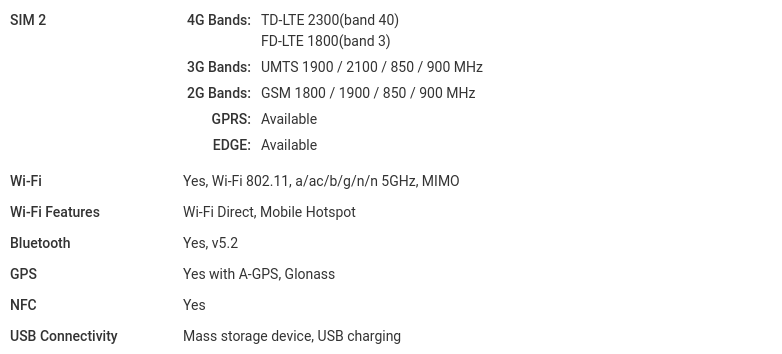 SIM 2 4G Bands: TD-LTE 2300(band 40)
FD-LTE 1800(band 3)
3G Bands: UMTS 1900 / 2100 / 850 / 900 MHz
2G Bands: GSM 1800 / 1900 / 850 / 900 MHz
GPRS: Available
EDGE: Available
Wi-Fi Yes, Wi-Fi 802.11, a/ac/b/g/n/n 5GHz, MIMO
Wi-Fi Features Wi-Fi Direct, Mobile Hotspot
Bluetooth Yes, v5.2
GPS Yes with A-GPS, Glonass
NFC Yes
USB Connectivity Mass storage device, USB charging